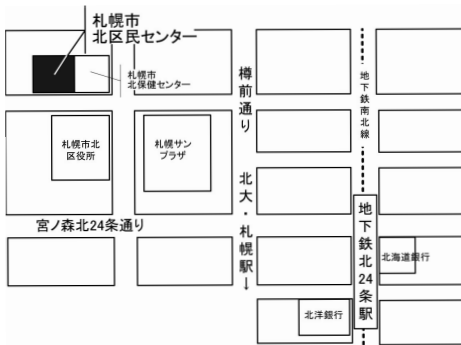 札幌市
北区民センター
札幌市
北保健センター
樽前通り
地下鉄南北線
札幌市北
区役所
札幌サン
プラザ
北大・札幌駅↓
宮ノ森北24条通り
地下鉄北24条駅
北海道銀行
北洋銀行